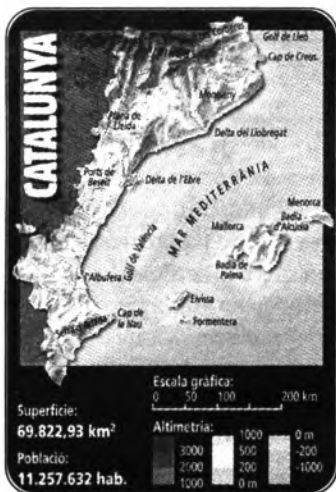 CATALUNYA
Corberes
Golf de Lleó
Cap de Creus
Montseny
Plana de
Lleida
Delta del Llobregat
Ports de
Beseit
Delta de l'Ebre
MAR MEDITERRÀNIA
Menorca
Badia
d'Alcúdia
Mallorca
Golf de València
Badia de
Palma
l'Albufera
Eivissa
Cap de
la Nau
Formentera
Escala gràfica:
0 50 100 200 km
Superfície:
69.822,93 km²
Població:
11.257.632 hab.
Altimetria:
1000 0 m
3000 500 -200
2000 200 -1000
1000 0 m